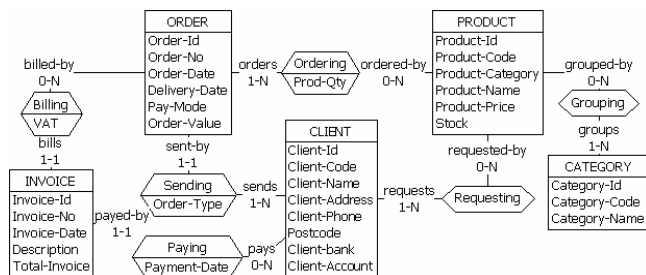 ORDER
Order-Id
Order-No
Order-Date
Delivery-Date
Pay-Mode
Order-Value
PRODUCT
Product-Id
Product-Code
Product-Category
Product-Name
Product-Price
Stock
billed-by
0-N
orders
1-N
Ordering
Prod-Qty
ordered-by
0-N
grouped-by
0-N
Billing
VAT
Grouping
bills
1-1
sent-by
1-1
CLIENT
Client-Id
Client-Code
Client-Name
Client-Address
Client-Phone
Postcode
Client-bank
Client-Account
requested-by
0-N
groups
1-N
INVOICE
Invoice-Id
Invoice-No
Invoice-Date
Description
Total-Invoice
Sending
Order-Type
sends
1-N
requests
1-N
Requesting
CATEGORY
Category-Id
Category-Code
Category-Name
payed-by
1-1
Paying
Payment-Date
pays
0-N